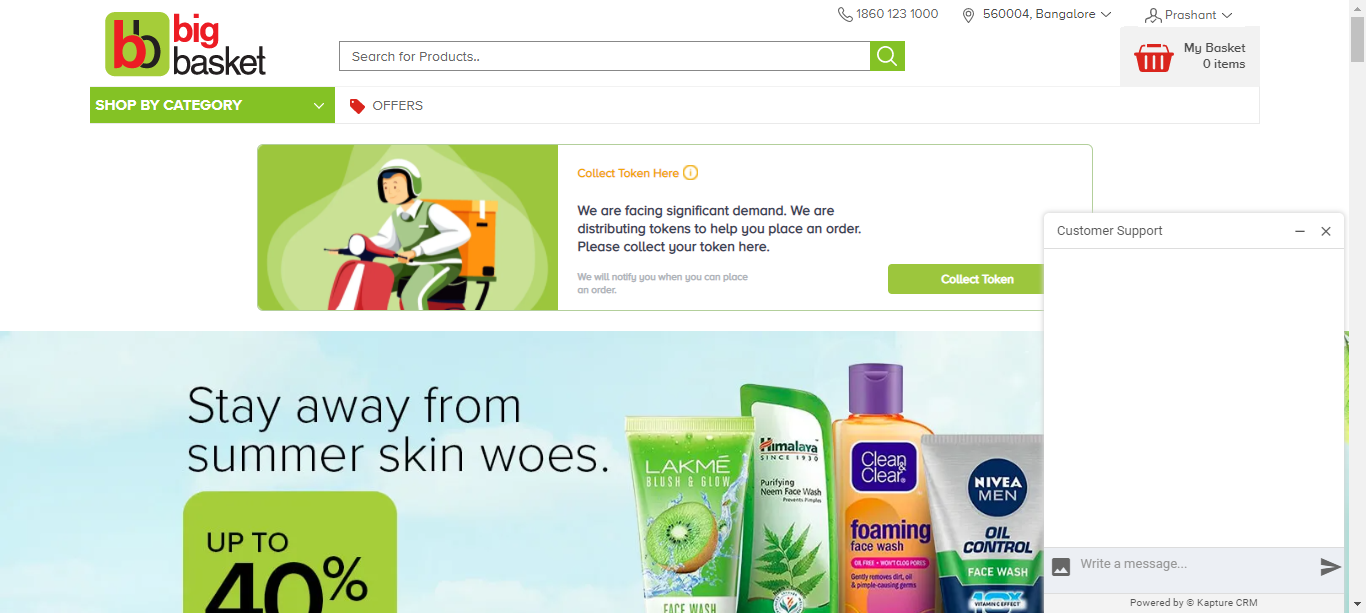 1860 123 1000
560004, Bangalore
Prashant
bb big
basket
Search for Products..
My Basket
0 items
SHOP BY CATEGORY
OFFERS
Collect Token Here
We are facing significant demand. We are
distributing tokens to help you place an order.
Please collect your token here.
We will notify you when you can place
an order.
Collect Token
Customer Support
Stay away from
summer skin woes.
UP TO
40%
LAKMÉ
BLUSH & GLOW
FACE WASH
Himalaya
SINCE 1930
Purifying
Neem Face Wash
Prevents Pimples
Clean&
Clear®
foaming
face wash
OIL FREE • WON'T CLOG PORES
Gently removes dirt, oil
& pimple-causing germs
NIVEA
MEN
OIL
CONTROL
FACE WASH
10X
VITAMIN C EFFECT
Write a message...
Powered by © Kapture CRM